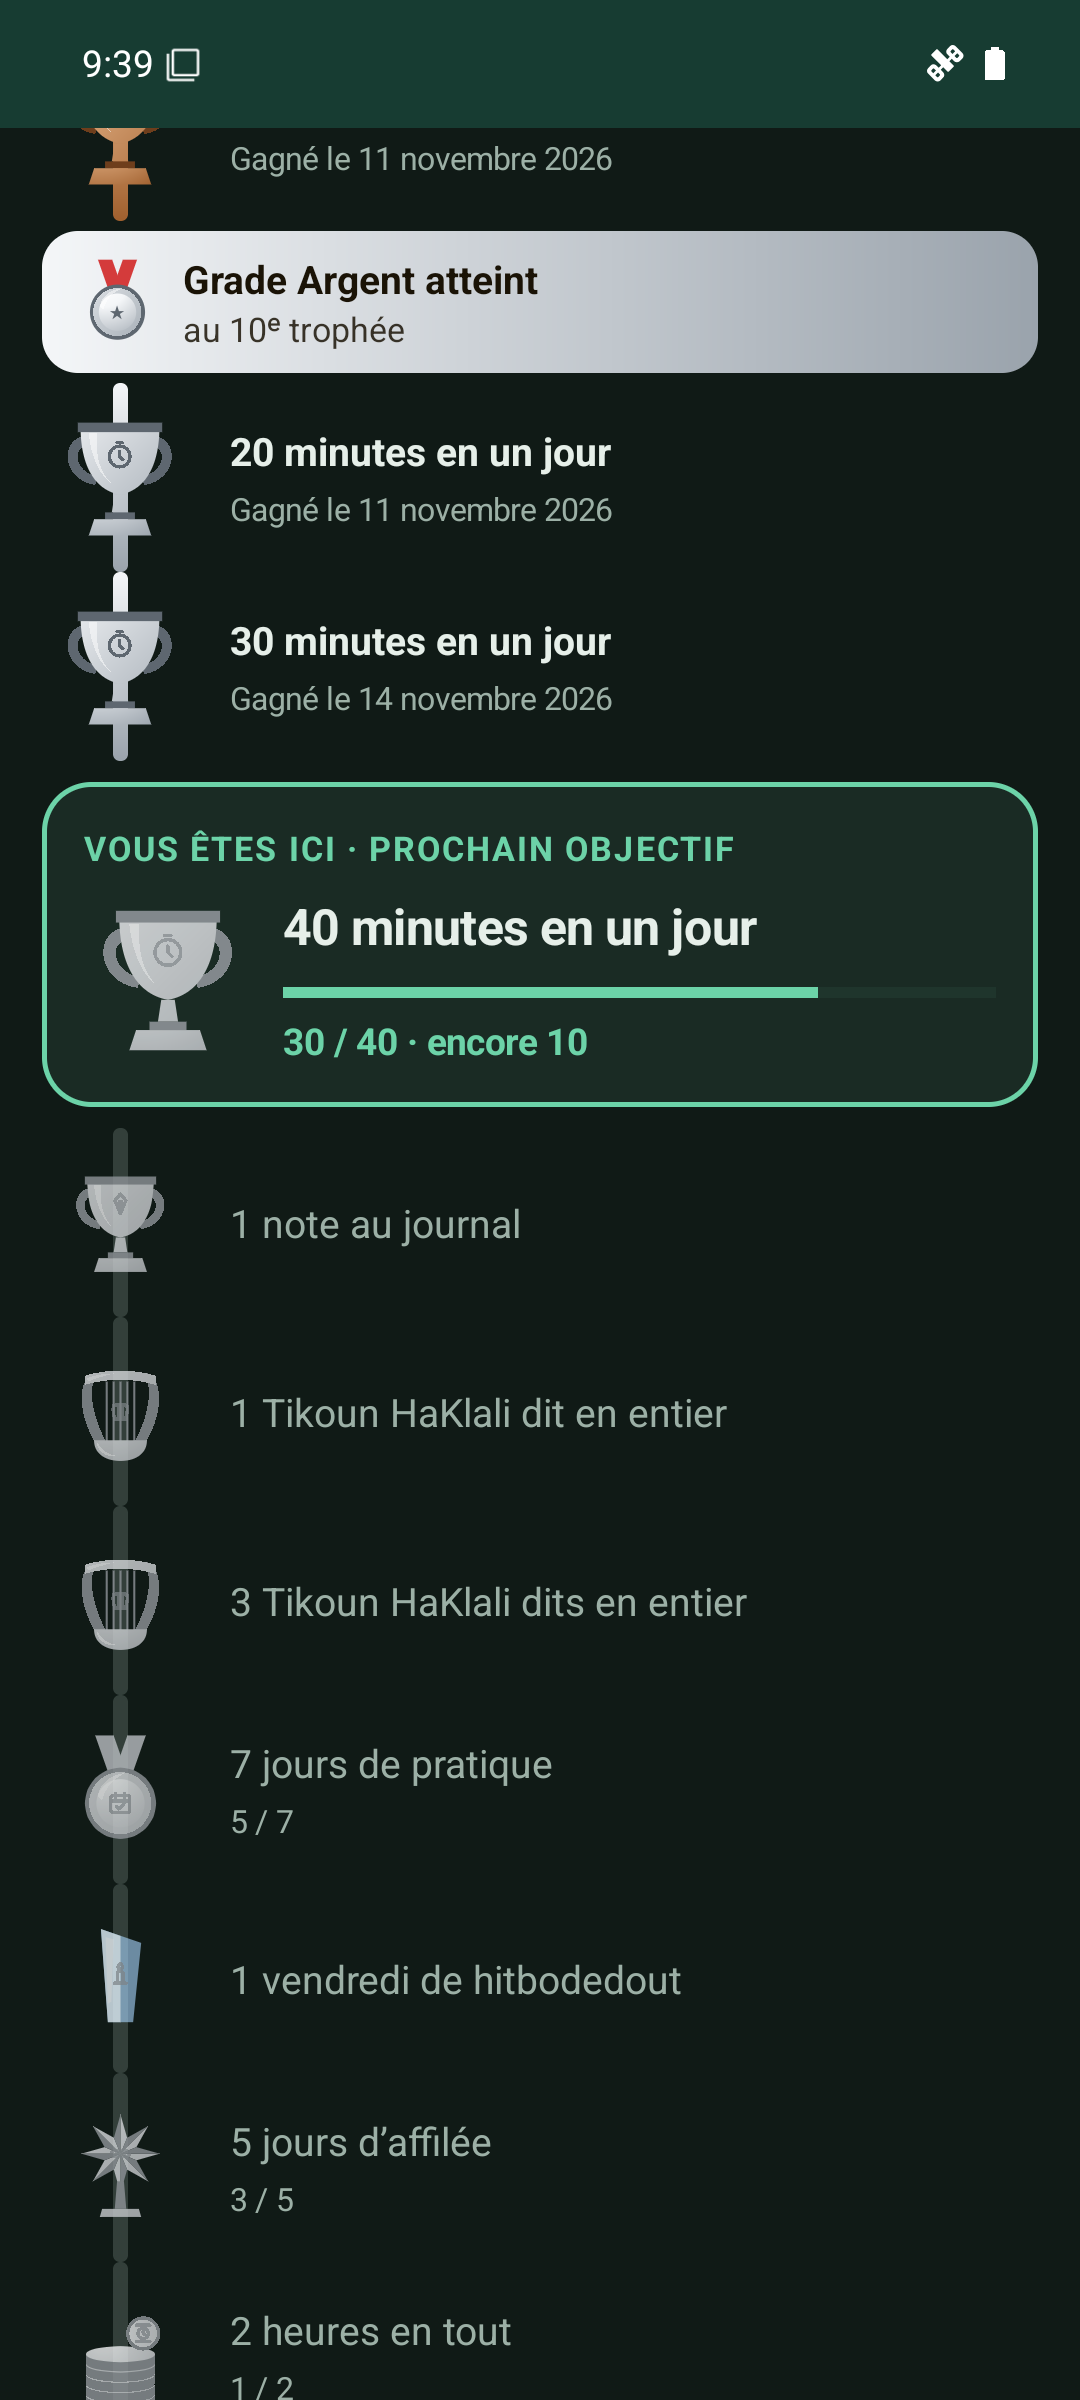 9:39
Gagné le 11 novembre 2026
Grade Argent atteint
au 10ᵉ trophée
20 minutes en un jour
Gagné le 11 novembre 2026
30 minutes en un jour
Gagné le 14 novembre 2026
VOUS ÊTES ICI · PROCHAIN OBJECTIF
40 minutes en un jour
30 / 40 · encore 10
1 note au journal
1 Tikoun HaKlali dit en entier
3 Tikoun HaKlali dits en entier
7 jours de pratique
5 / 7
1 vendredi de hitbodedout
5 jours d’affilée
3 / 5
2 heures en tout
1 / 2